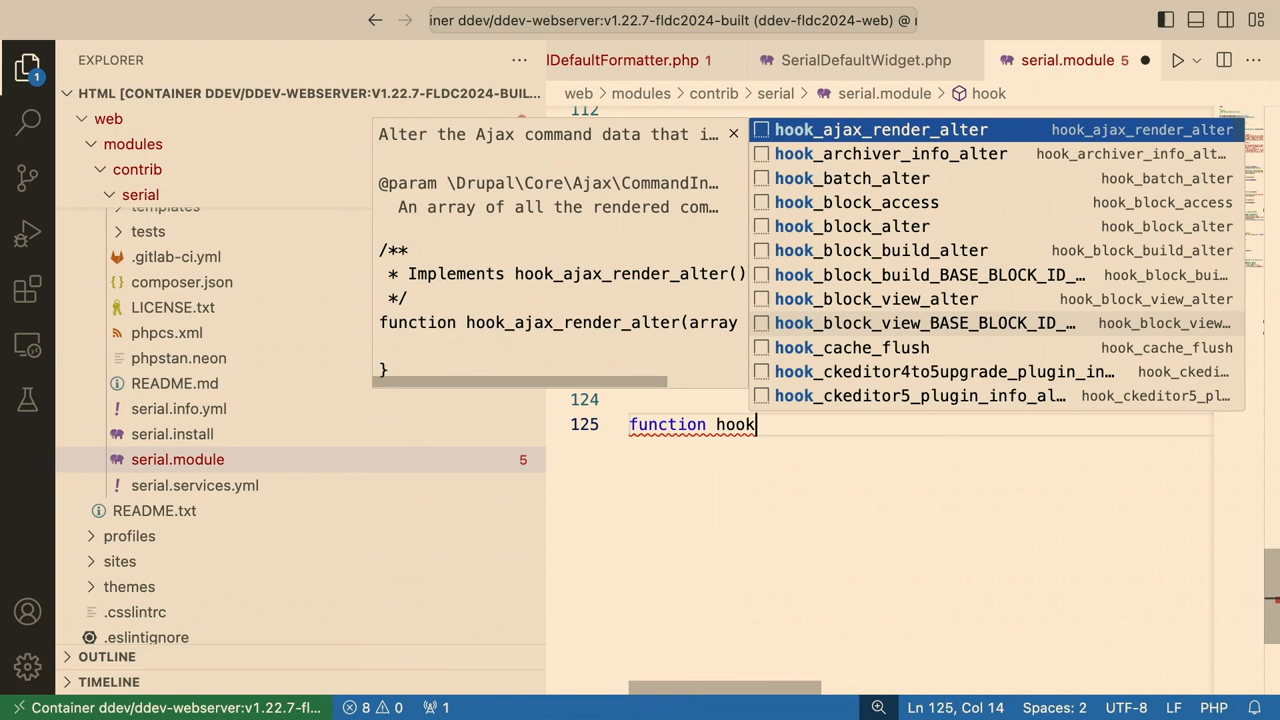 iner ddev/ddev-webserver:v1.22.7-fldc2024-built (ddev-fldc2024-web) @
EXPLORER
HTML [CONTAINER DDEV/DDEV-WEBSERVER:V1.22.7-FLDC2024-BUIL...
web
modules
contrib
serial
templates
tests
.gitlab-ci.yml
composer.json
LICENSE.txt
phpcs.xml
phpstan.neon
README.md
serial.info.yml
serial.install
serial.module 5
serial.services.yml
README.txt
profiles
sites
themes
.csslintrc
.eslintignore
OUTLINE
TIMELINE
lDefaultFormatter.php 1
SerialDefaultWidget.php
serial.module 5
web > modules > contrib > serial > serial.module > hook
112
Alter the Ajax command data that i...
@param \Drupal\Core\Ajax\CommandIn...
An array of all the rendered com...
/**
* Implements hook_ajax_render_alter()
*/
function hook_ajax_render_alter(array
}
hook_ajax_render_alter hook_ajax_render_alter
hook_archiver_info_alter hook_archiver_info_alt...
hook_batch_alter hook_batch_alter
hook_block_access hook_block_access
hook_block_alter hook_block_alter
hook_block_build_alter hook_block_build_alter
hook_block_build_BASE_BLOCK_ID_... hook_block_bui...
hook_block_view_alter hook_block_view_alter
hook_block_view_BASE_BLOCK_ID_... hook_block_view...
hook_cache_flush hook_cache_flush
hook_ckeditor4to5upgrade_plugin_in... hook_ckedi...
hook_ckeditor5_plugin_info_al... hook_ckeditor5_pl...
124
125 function hook
1
Container ddev/ddev-webserver:v1.22.7-fl... 8 0 1 Ln 125, Col 14 Spaces: 2 UTF-8 LF PHP